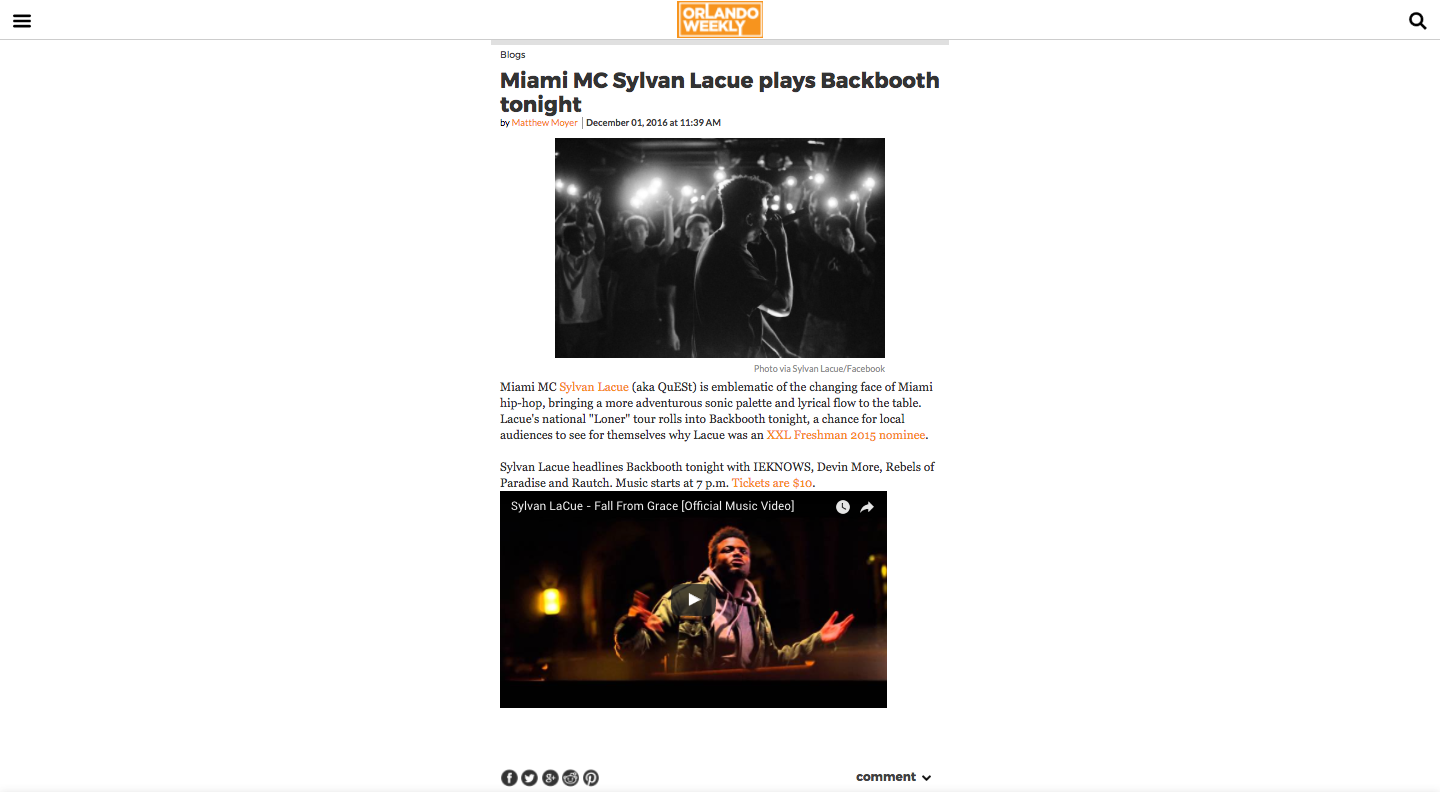 ORLANDO
WEEKLY
Blogs
Miami MC Sylvan Lacue plays Backbooth
tonight
by Matthew Moyer | December 01, 2016 at 11:39 AM
Photo via Sylvan Lacue/Facebook
Miami MC Sylvan Lacue (aka QuESt) is emblematic of the changing face of Miami
hip-hop, bringing a more adventurous sonic palette and lyrical flow to the table.
Lacue's national "Loner" tour rolls into Backbooth tonight, a chance for local
audiences to see for themselves why Lacue was an XXL Freshman 2015 nominee.
Sylvan Lacue headlines Backbooth tonight with IEKNOWS, Devin More, Rebels of
Paradise and Rautch. Music starts at 7 p.m. Tickets are $10.
Sylvan LaCue - Fall From Grace [Official Music Video]
comment